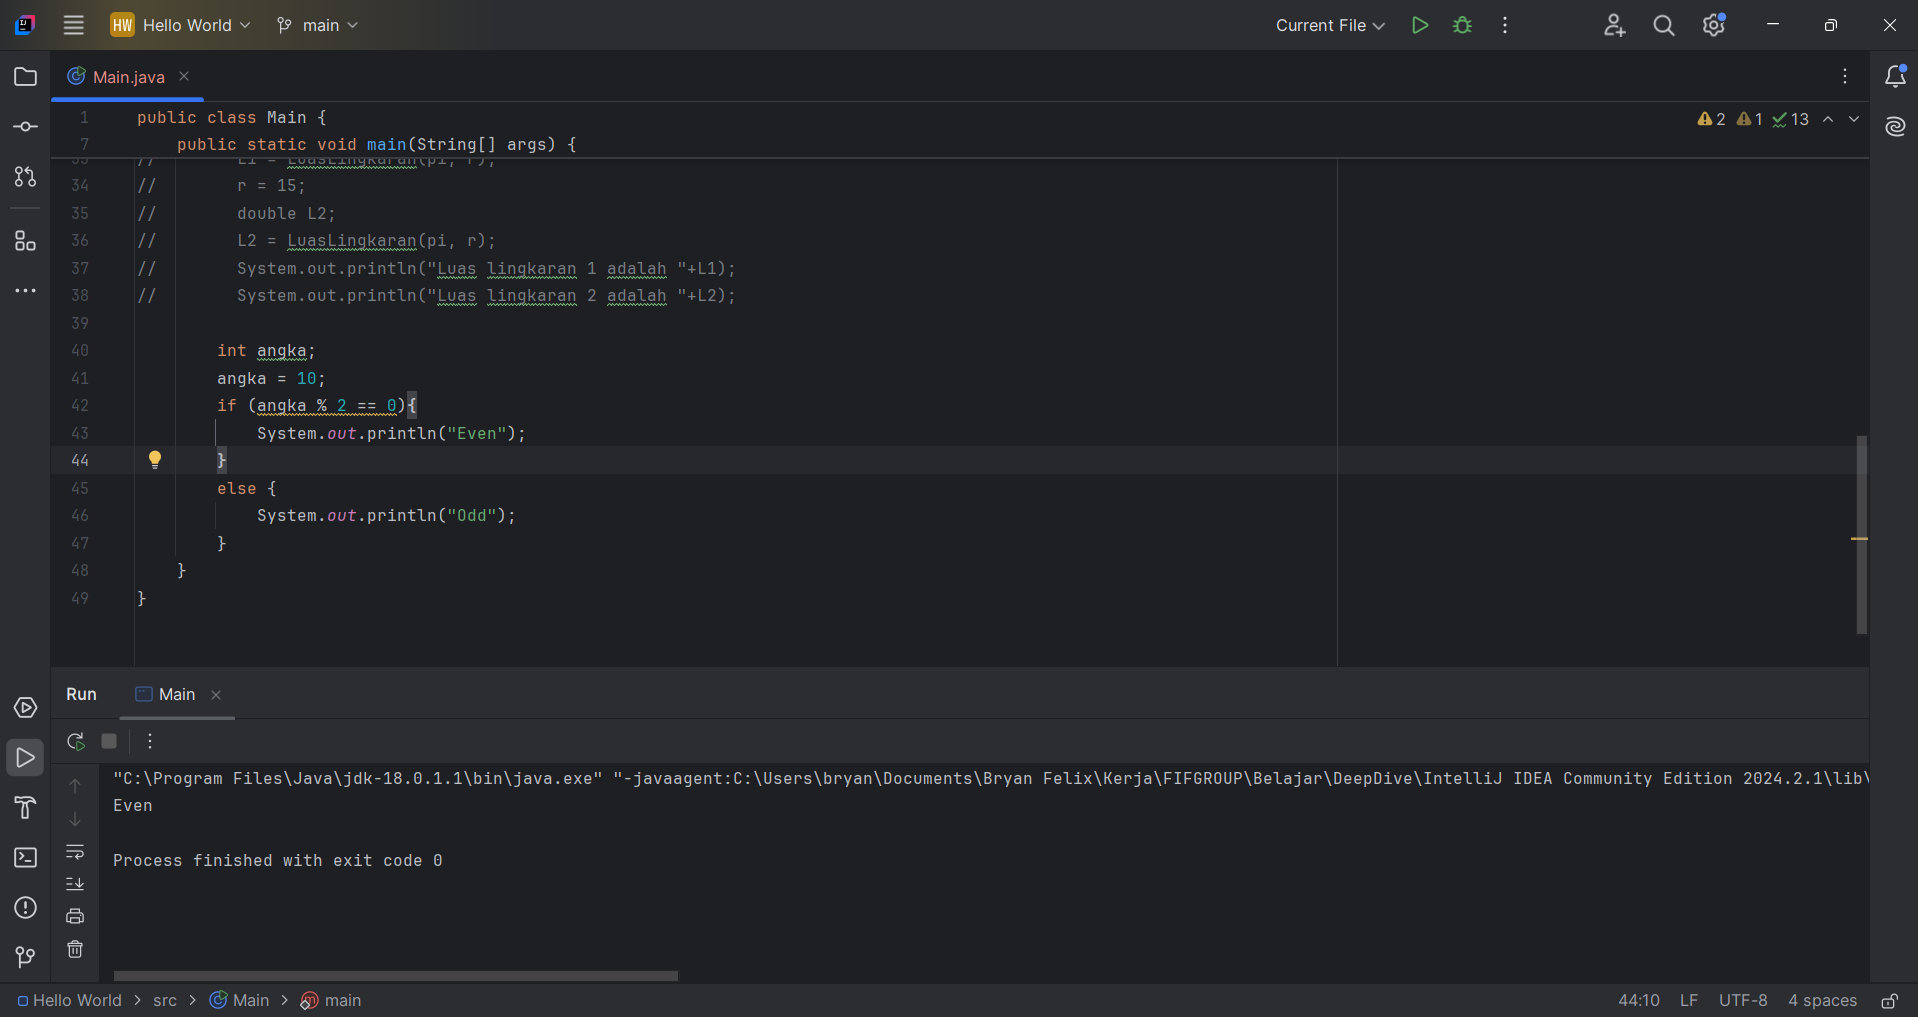 HW Hello World main Current File
Main.java
1 public class Main { 2 1 13
7 public static void main(String[] args) {
33 // L1 = LuasLingkaran(pi, r);
34 // r = 15;
35 // double L2;
36 // L2 = LuasLingkaran(pi, r);
37 // System.out.println("Luas lingkaran 1 adalah "+L1);
38 // System.out.println("Luas lingkaran 2 adalah "+L2);
39
40 int angka;
41 angka = 10;
42 if (angka % 2 == 0){
43 System.out.println("Even");
44 }
45 else {
46 System.out.println("Odd");
47 }
48 }
49 }
Run Main
"C:\Program Files\Java\jdk-18.0.1.1\bin\java.exe" "-javaagent:C:\Users\bryan\Documents\Bryan Felix\Kerja\FIFGROUP\Belajar\DeepDive\IntelliJ IDEA Community Edition 2024.2.1\lib\
Even
Process finished with exit code 0
Hello World > src > Main > main 44:10 LF UTF-8 4 spaces